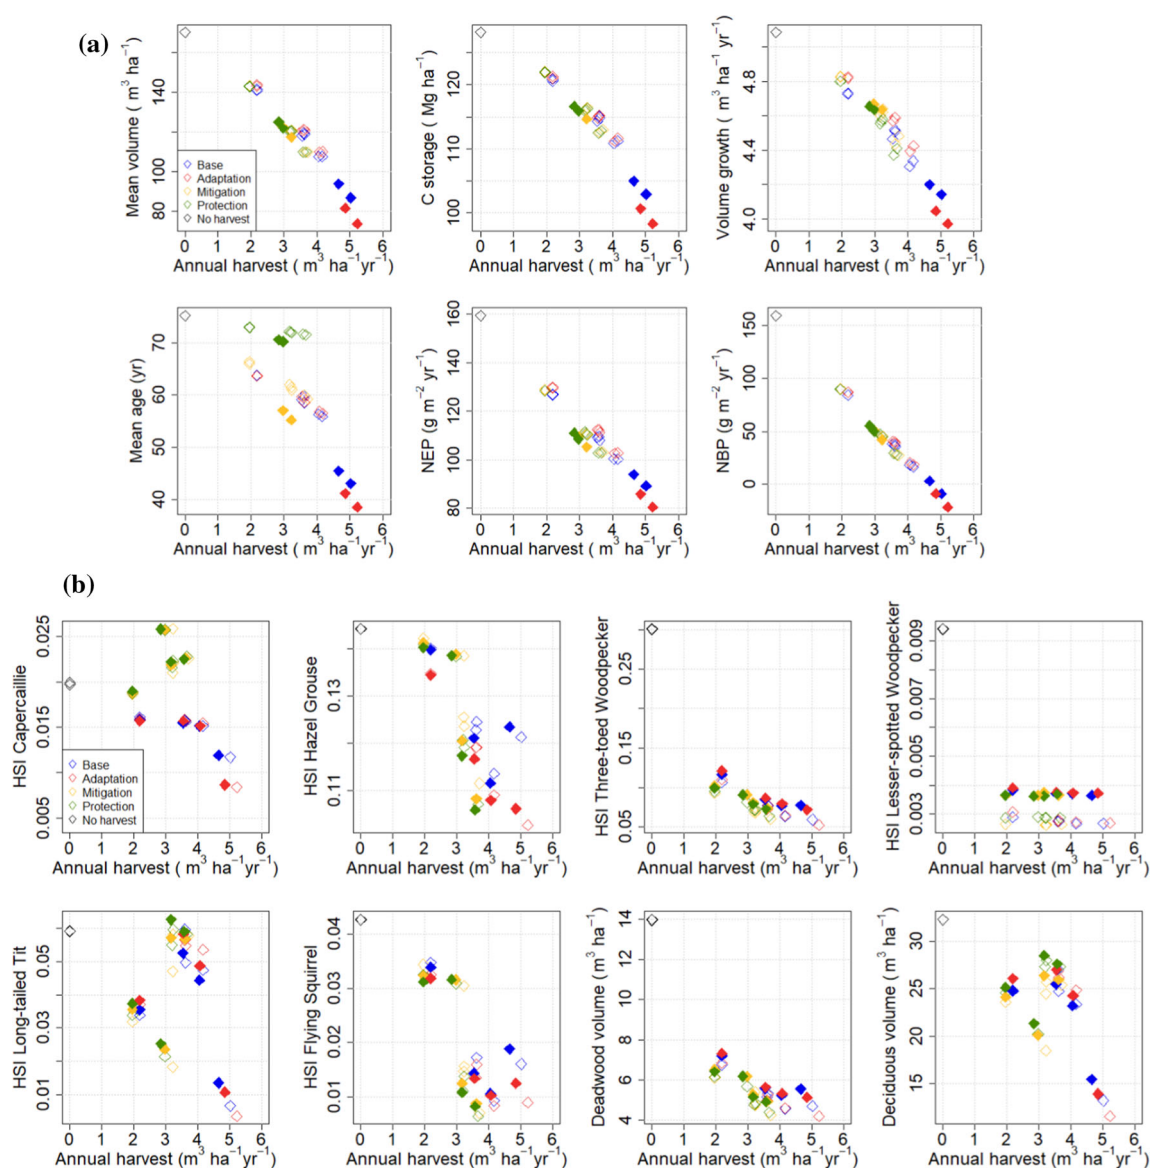 (a)
Mean volume ( m³ ha⁻¹)
80 100 120 140
Base
Adaptation
Mitigation
Protection
No harvest
0 1 2 3 4 5 6
Annual harvest ( m³ ha⁻¹yr⁻¹)
C storage ( Mg ha⁻¹)
100 110 120
0 1 2 3 4 5 6
Annual harvest ( m³ ha⁻¹yr⁻¹)
Volume growth ( m³ ha⁻¹ yr⁻¹)
4.0 4.4 4.8
0 1 2 3 4 5 6
Annual harvest ( m³ ha⁻¹yr⁻¹)
Mean age (yr)
40 50 60 70
0 1 2 3 4 5 6
Annual harvest ( m³ ha⁻¹yr⁻¹)
NEP (g m⁻² yr⁻¹)
80 100 120 140 160
0 1 2 3 4 5 6
Annual harvest ( m³ ha⁻¹yr⁻¹)
NBP (g m⁻² yr⁻¹)
0 50 100 150
0 1 2 3 4 5 6
Annual harvest ( m³ ha⁻¹yr⁻¹)
(b)
HSI Capercaillie
0.005 0.015 0.025
Base
Adaptation
Mitigation
Protection
No harvest
0 1 2 3 4 5 6
Annual harvest ( m³ ha⁻¹yr⁻¹)
HSI Hazel Grouse
0.11 0.13
0 1 2 3 4 5 6
Annual harvest (m³ ha⁻¹yr⁻¹)
HSI Three-toed Woodpecker
0.05 0.15 0.25
0 1 2 3 4 5 6
Annual harvest (m³ ha⁻¹yr⁻¹)
HSI Lesser-spotted Woodpecker
0.003 0.005 0.007 0.009
0 1 2 3 4 5 6
Annual harvest (m³ ha⁻¹yr⁻¹)
HSI Long-tailed Tit
0.01 0.03 0.05
0 1 2 3 4 5 6
Annual harvest (m³ ha⁻¹yr⁻¹)
HSI Flying Squirrel
0.01 0.02 0.03 0.04
0 1 2 3 4 5 6
Annual harvest (m³ ha⁻¹yr⁻¹)
Deadwood volume (m³ ha⁻¹)
4 6 8 10 12 14
0 1 2 3 4 5 6
Annual harvest (m³ ha⁻¹yr⁻¹)
Deciduous volume (m³ ha⁻¹)
15 20 25 30
0 1 2 3 4 5 6
Annual harvest (m³ ha⁻¹yr⁻¹)